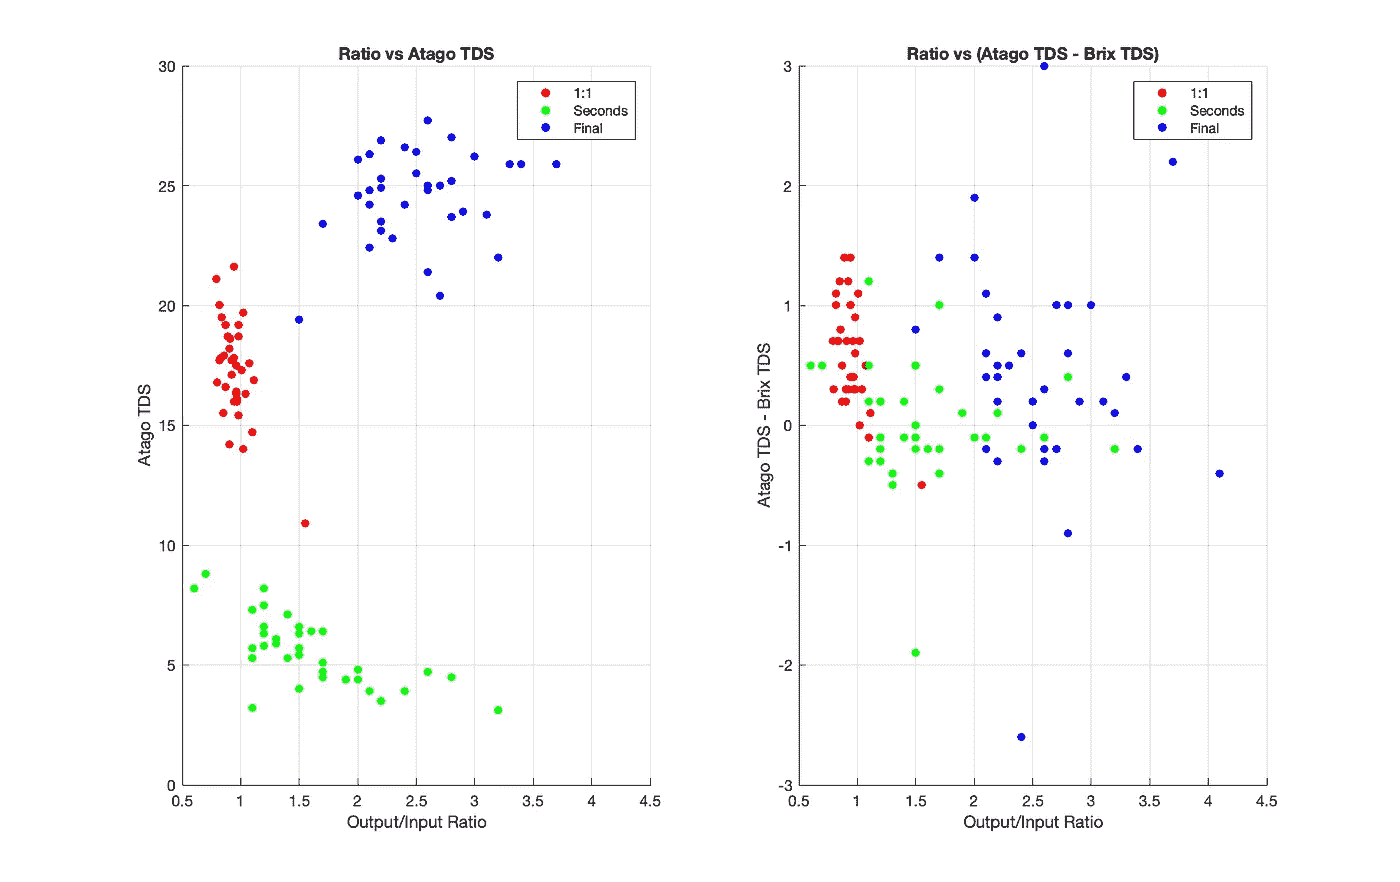 Ratio vs Atago TDS
30
25
20
15
10
5
0
Atago TDS
1:1
Seconds
Final
0.5 1 1.5 2 2.5 3 3.5 4 4.5
Output/Input Ratio
Ratio vs (Atago TDS - Brix TDS)
3
2
1
0
-1
-2
-3
Atago TDS - Brix TDS
1:1
Seconds
Final
0.5 1 1.5 2 2.5 3 3.5 4 4.5
Output/Input Ratio